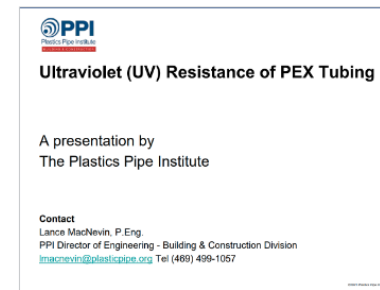 PPI
Plastics Pipe Institute
Ultraviolet (UV) Resistance of PEX Tubing
A presentation by
The Plastics Pipe Institute
Contact
Lance MacNevin, P.Eng.
PPI Director of Engineering - Building & Construction Division
lmacnevin@plasticpipe.org Tel (469) 499-1057